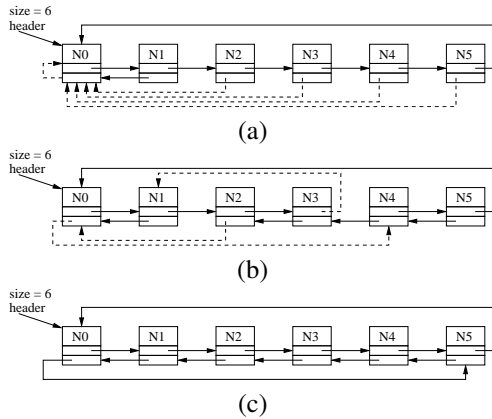 size = 6
header
N0 N1 N2 N3 N4 N5
(a)
size = 6
header
N0 N1 N2 N3 N4 N5
(b)
size = 6
header
N0 N1 N2 N3 N4 N5
(c)